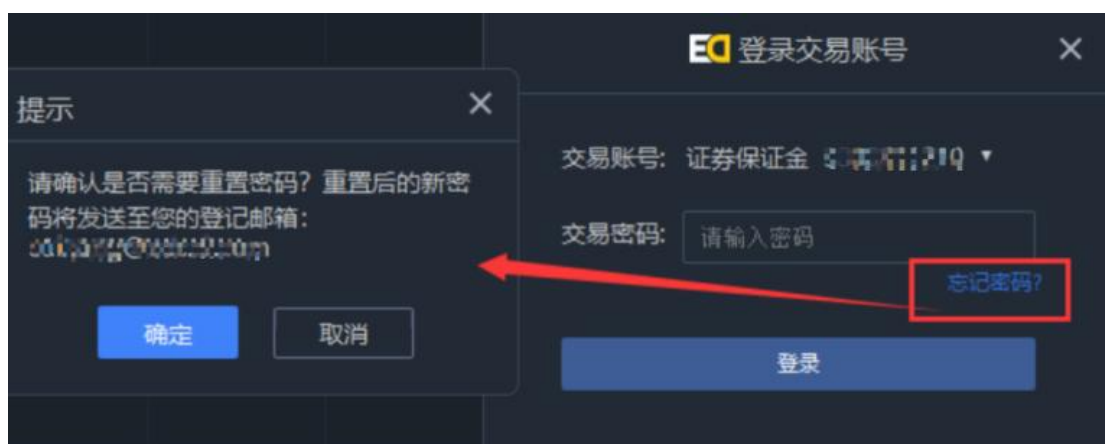 登录交易账号
提示
请确认是否需要重置密码？重置后的新密
码将发送至您的登记邮箱：
确定
取消
交易账号: 证券保证金
交易密码: 请输入密码
忘记密码?
登录